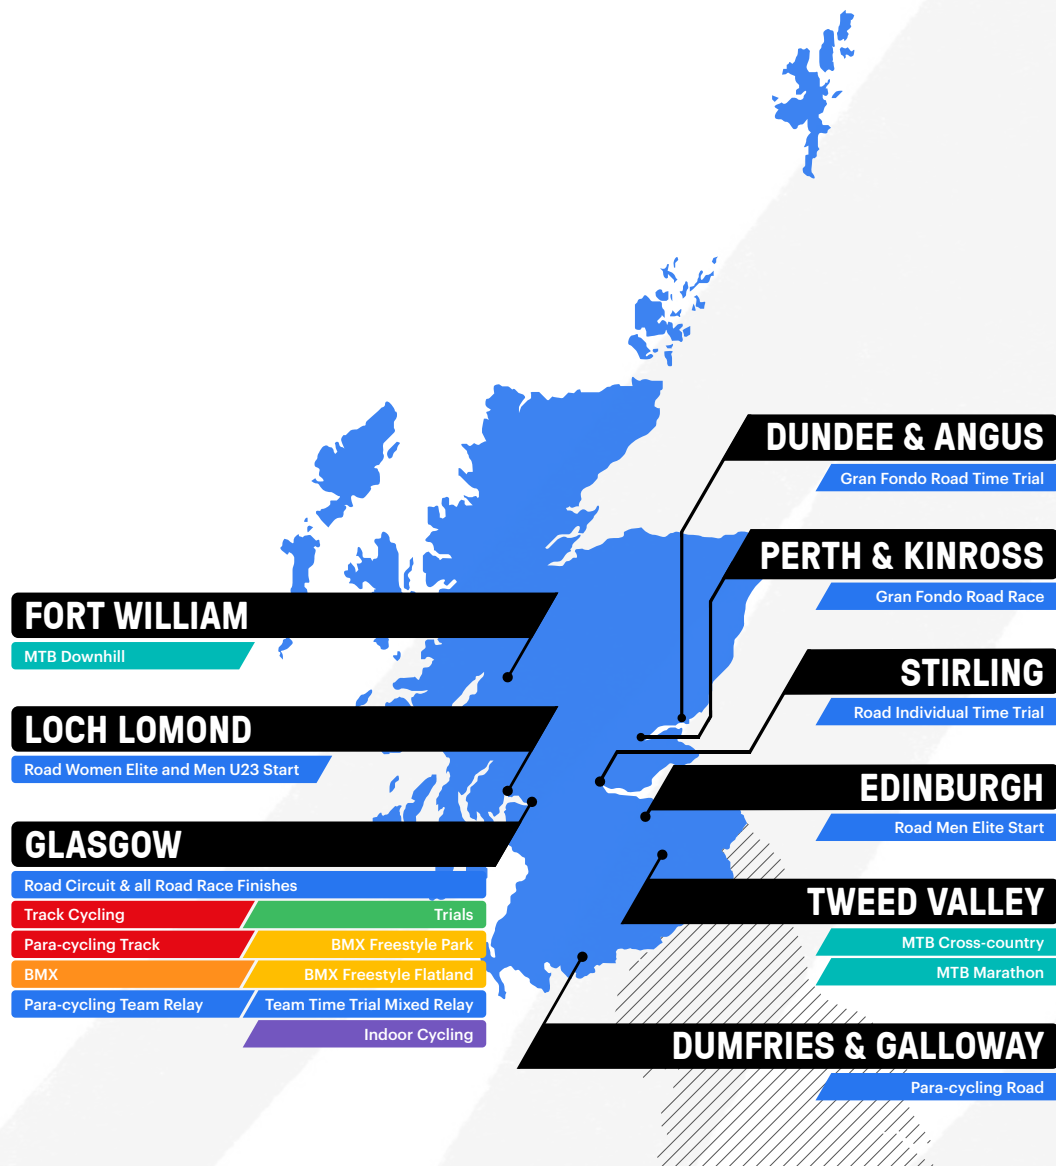 DUNDEE & ANGUS
Gran Fondo Road Time Trial
PERTH & KINROSS
Gran Fondo Road Race
FORT WILLIAM
MTB Downhill
STIRLING
Road Individual Time Trial
LOCH LOMOND
Road Women Elite and Men U23 Start
EDINBURGH
Road Men Elite Start
GLASGOW
Road Circuit & all Road Race Finishes
Track Cycling
Trials
Para-cycling Track
BMX Freestyle Park
BMX
BMX Freestyle Flatland
Para-cycling Team Relay
Team Time Trial Mixed Relay
Indoor Cycling
TWEED VALLEY
MTB Cross-country
MTB Marathon
DUMFRIES & GALLOWAY
Para-cycling Road